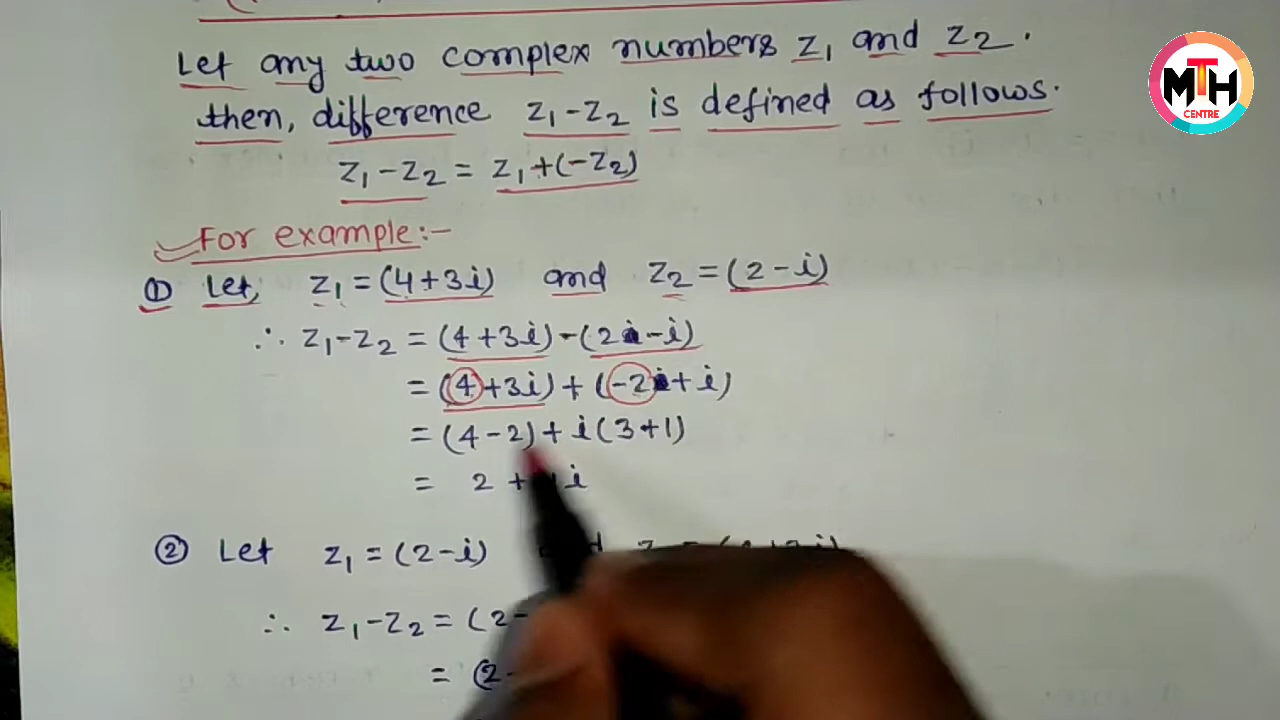 Let any two complex numbers z₁ and z₂.
then, difference z₁-z₂ is defined as follows.
z₁-z₂ = z₁+(-z₂)
For example:-
① Let, z₁ = (4+3i) and z₂ = (2-i)
∴ z₁-z₂ = (4+3i)-(2-i)
= (4+3i)+(-2+i)
= (4-2)+i(3+1)
= 2 + i
② Let z₁ = (2-i)
∴ z₁-z₂ = (2-
= (2-
MTH
CENTRE